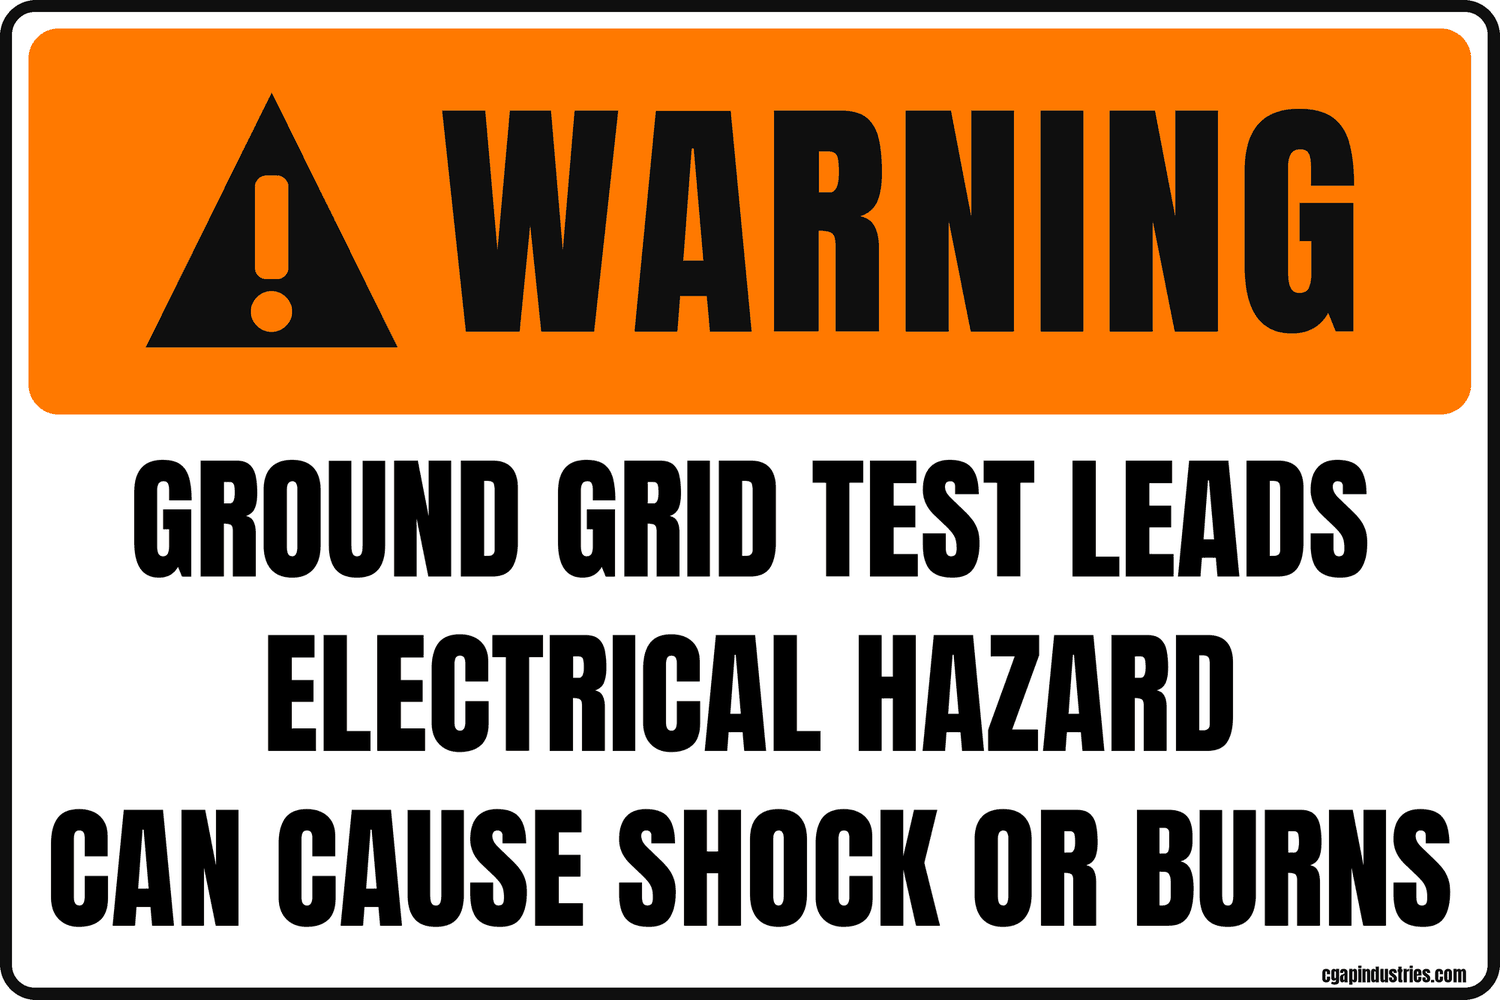 WARNING
GROUND GRID TEST LEADS
ELECTRICAL HAZARD
CAN CAUSE SHOCK OR BURNS
cgapindustries.com